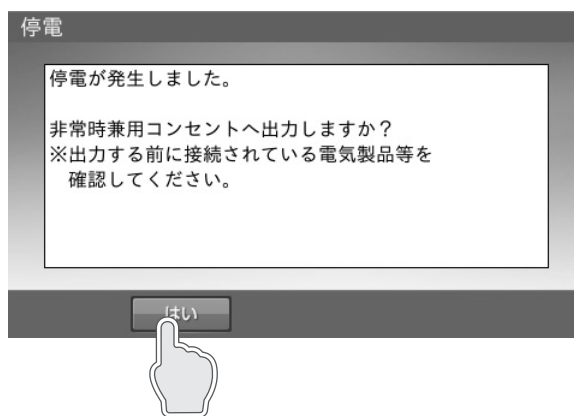 停電
停電が発生しました。
非常時兼用コンセントへ出力しますか？
※出力する前に接続されている電気製品等を
確認してください。
はい